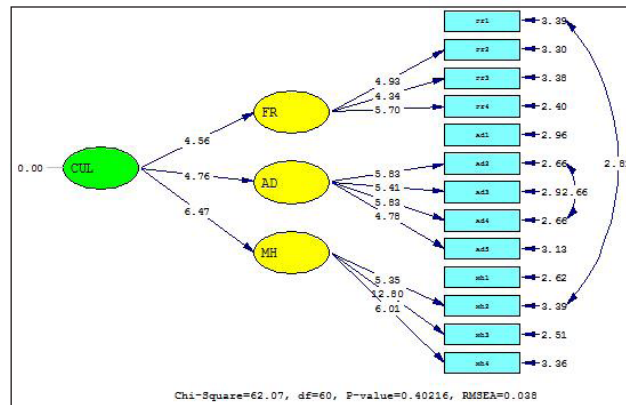 rr1 3.39
rr2 3.30
4.93
FR
rr3 3.38
4.34
5.70
rr4 2.40
4.56
ad1 2.96
0.00 CUL
AD
5.83
ad2 2.66
2.8
4.76
5.41
ad3 2.92.66
5.83
ad4 2.66
6.47
4.78
ad5 3.13
MH
mh1 2.62
5.35
mh2 3.39
12.80
6.01
mh3 2.51
mh4 3.36
Chi-Square=62.07, df=60, P-value=0.40216, RMSEA=0.038